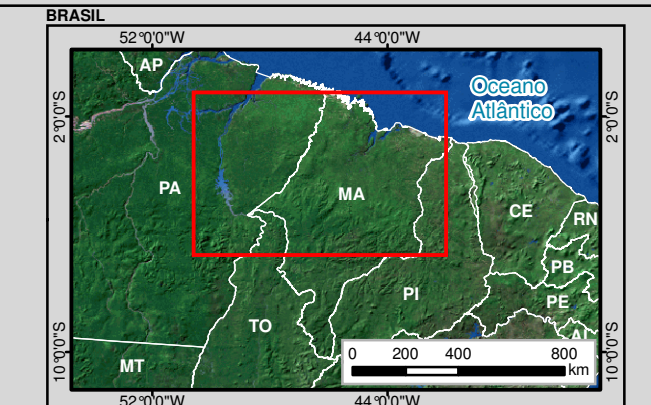 BRASIL
52°0'0"W 44°0'0"W
AP
Oceano
Atlântico
2°0'0"S 2°0'0"S
PA MA CE
RN
PB
PI PE
TO AL
10°0'0"S 10°0'0"S
MT
0 200 400 800
km
52°0'0"W 44°0'0"W